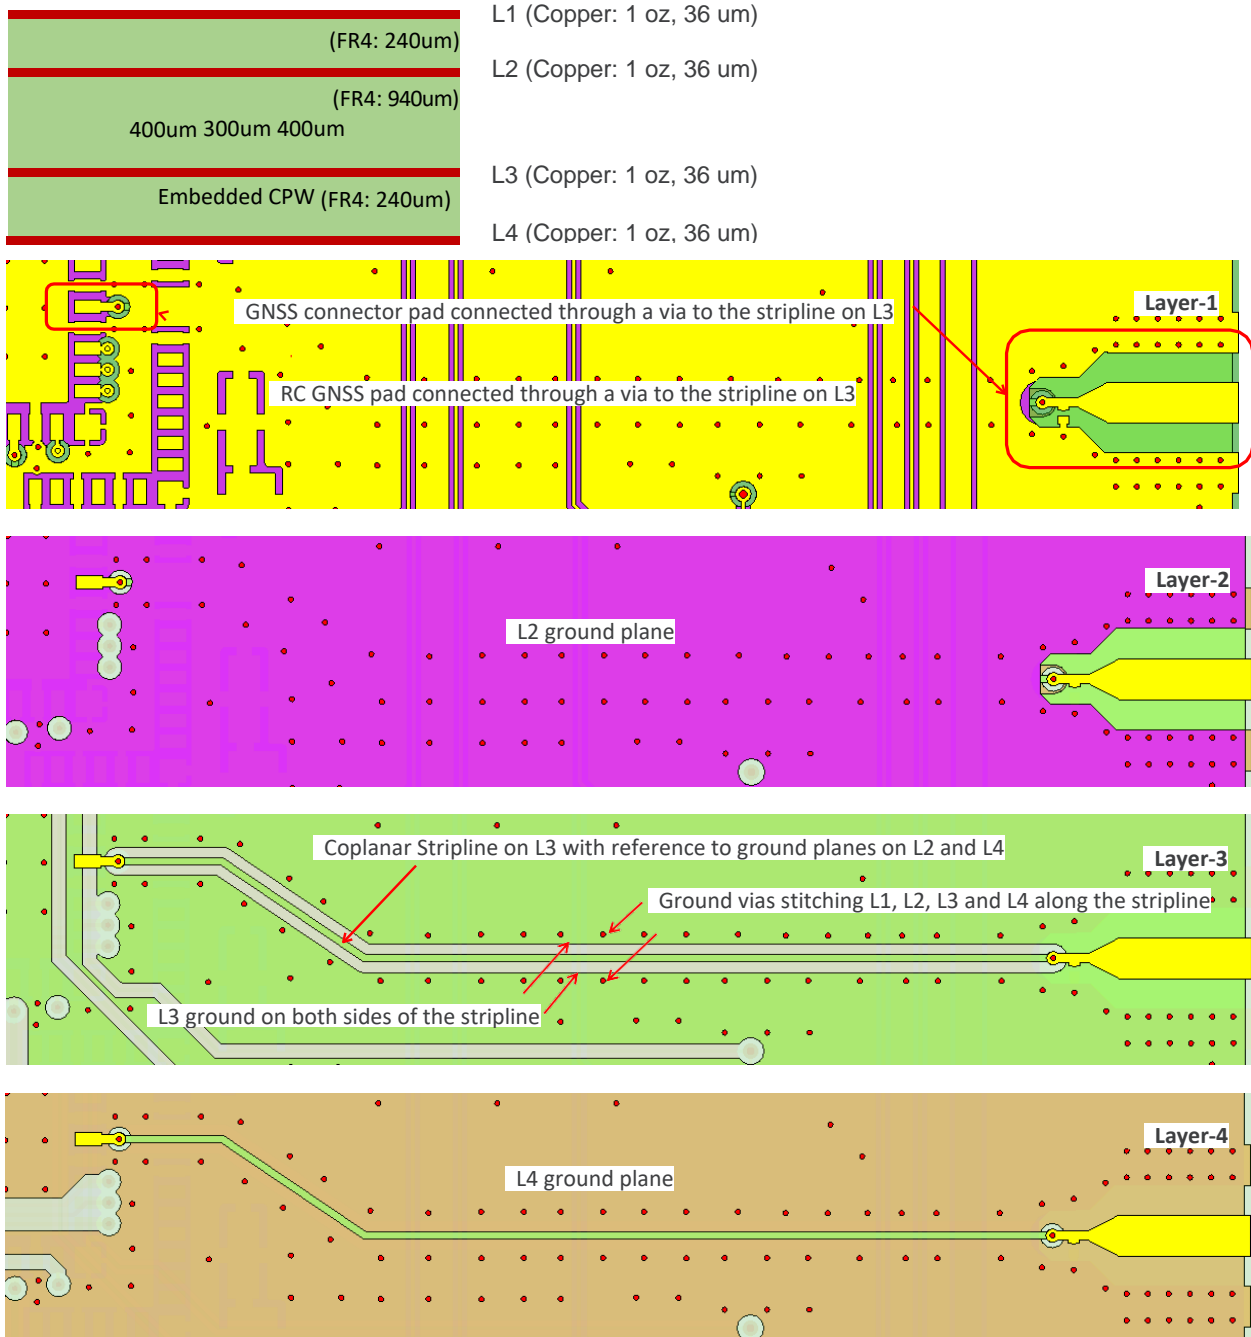 L1 (Copper: 1 oz, 36 um)
(FR4: 240um)
L2 (Copper: 1 oz, 36 um)
(FR4: 940um)
400um 300um 400um
L3 (Copper: 1 oz, 36 um)
Embedded CPW (FR4: 240um)
L4 (Copper: 1 oz, 36 um)
Layer-1
GNSS connector pad connected through a via to the stripline on L3
RC GNSS pad connected through a via to the stripline on L3
Layer-2
L2 ground plane
Coplanar Stripline on L3 with reference to ground planes on L2 and L4
Layer-3
Ground vias stitching L1, L2, L3 and L4 along the stripline
L3 ground on both sides of the stripline
Layer-4
L4 ground plane